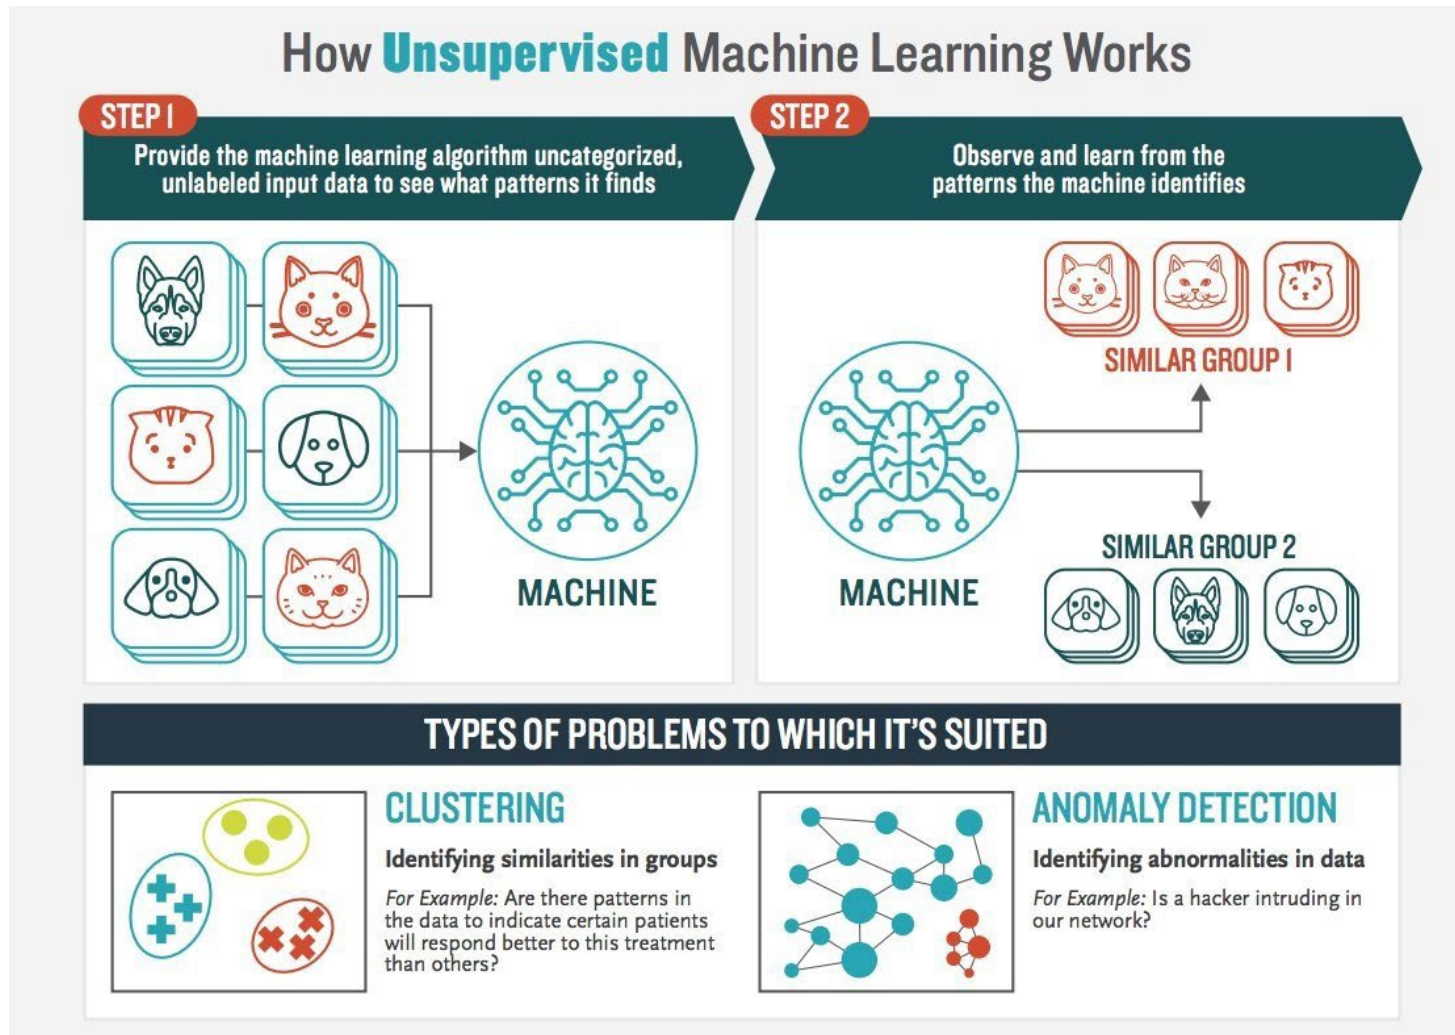 How Unsupervised Machine Learning Works
STEP 1
Provide the machine learning algorithm uncategorized,
unlabeled input data to see what patterns it finds
MACHINE
STEP 2
Observe and learn from the
patterns the machine identifies
MACHINE
SIMILAR GROUP 1
SIMILAR GROUP 2
TYPES OF PROBLEMS TO WHICH IT'S SUITED
CLUSTERING
Identifying similarities in groups
For Example: Are there patterns in
the data to indicate certain patients
will respond better to this treatment
than others?
ANOMALY DETECTION
Identifying abnormalities in data
For Example: Is a hacker intruding in
our network?